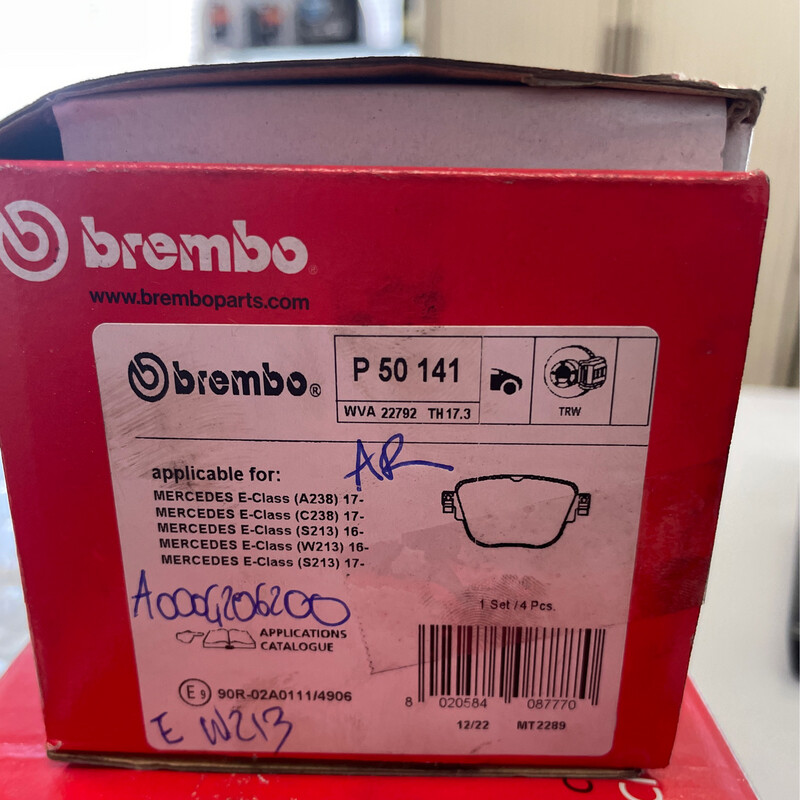 brembo®
www.bremboparts.com
brembo®
P 50 141
WVA 22792 TH 17.3
TRW
AR
applicable for:
MERCEDES E-Class (A238) 17-
MERCEDES E-Class (C238) 17-
MERCEDES E-Class (S213) 16-
MERCEDES E-Class (W213) 16-
MERCEDES E-Class (S213) 17-
A0004206200
1 Set / 4 Pcs.
APPLICATIONS
CATALOGUE
E9 90R-02A0111/4906
8 020584 087770
12/22 MT2289
E W213